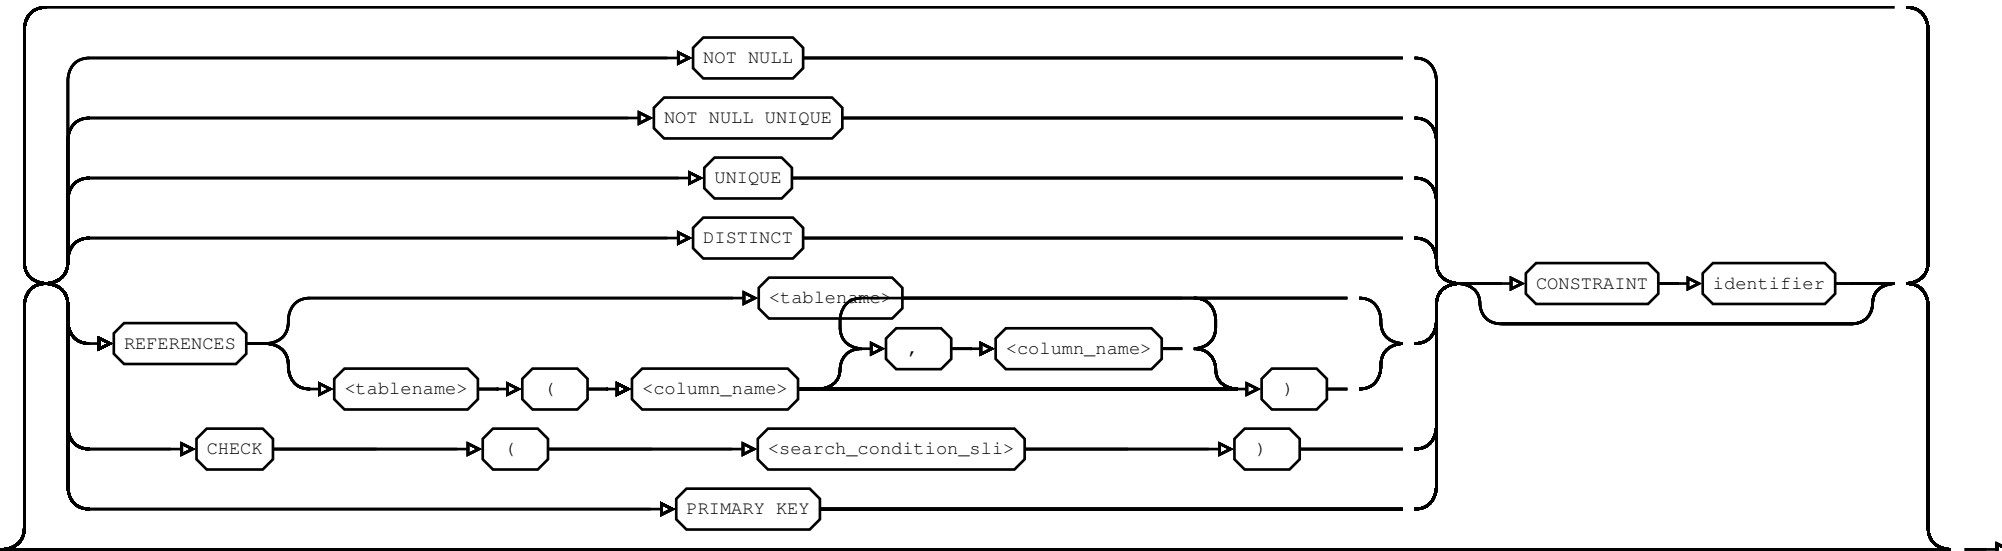 NOT NULL
NOT NULL UNIQUE
UNIQUE
DISTINCT
CONSTRAINT identifier
<tablename>
REFERENCES , <column_name>
<tablename> ( <column_name> )
CHECK ( <search_condition_sli> )
PRIMARY KEY